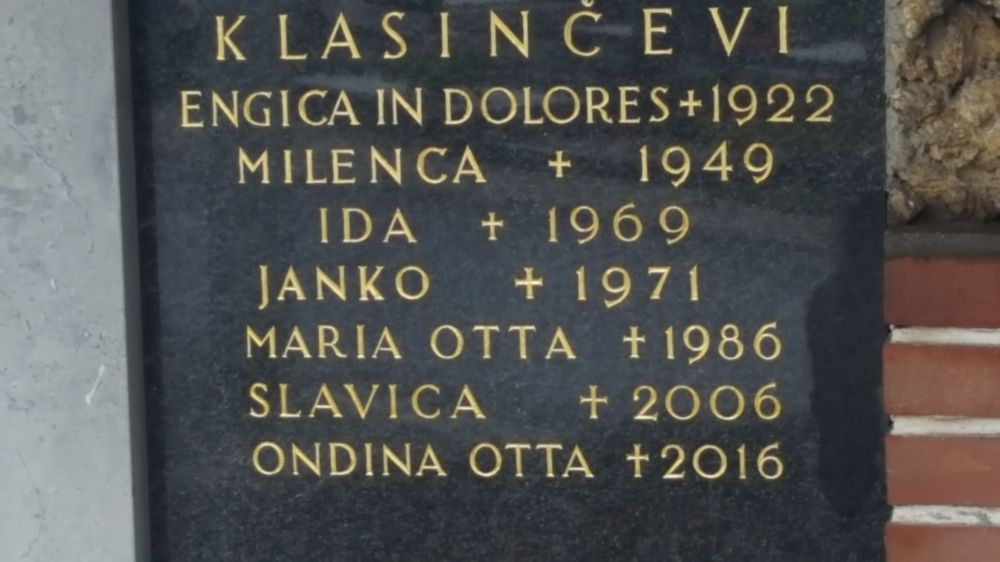 KLASINČEVI
ENGICA IN DOLORES + 1922
MILENCA + 1949
IDA + 1969
JANKO + 1971
MARIA OTTA + 1986
SLAVICA + 2006
ONDINA OTTA + 2016